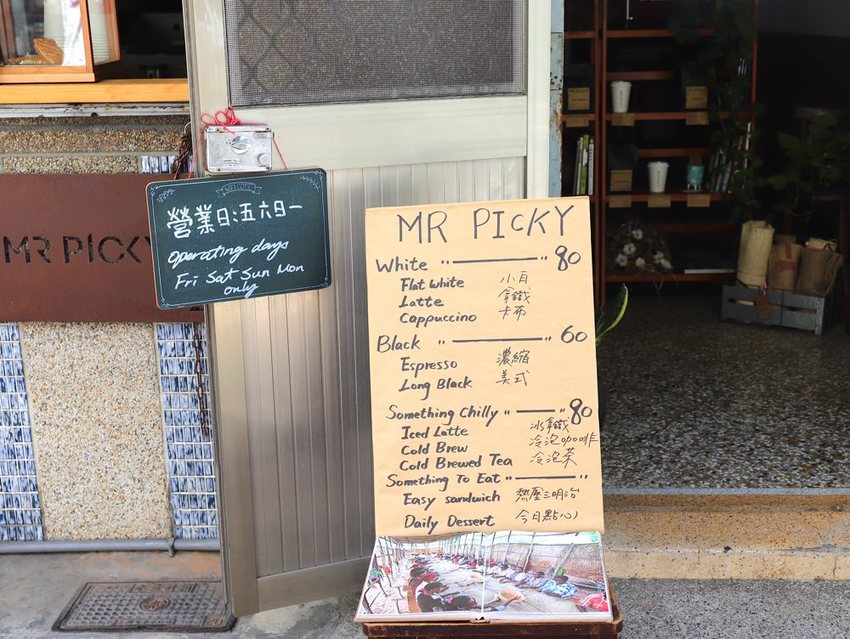 MR PICKY
WELCOME
營業日:五六日一
Operating days
Fri Sat Sun Mon
only
MR PICKY
White "——" 80
Flat White 小白
Latte 拿鐵
Cappuccino 卡布
Black "——" 60
Espresso 濃縮
Long Black 美式
Something Chilly "——" 80
Iced Latte 冰拿鐵
Cold Brew 冷泡咖啡
Cold Brewed Tea 冷泡茶
Something To Eat "——"
Easy sandwich 熱壓三明治
Daily Dessert 今日點心